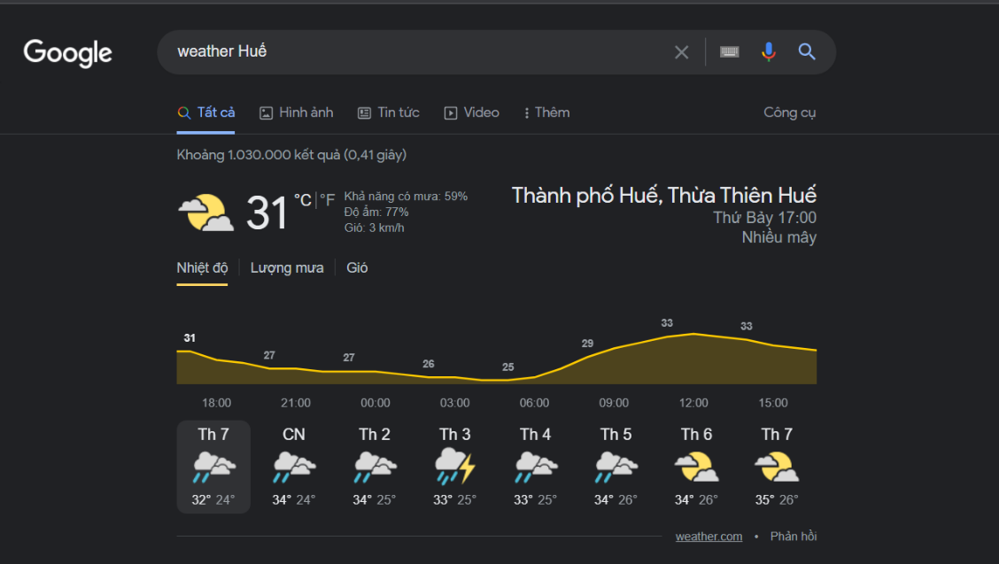 Google
weather Huế
Tất cả Hình ảnh Tin tức Video Thêm Công cụ
Khoảng 1.030.000 kết quả (0,41 giây)
31 °C | °F
Khả năng có mưa: 59%
Độ ẩm: 77%
Gió: 3 km/h
Thành phố Huế, Thừa Thiên Huế
Thứ Bảy 17:00
Nhiều mây
Nhiệt độ Lượng mưa Gió
31 27 27 26 25 29 33 33
18:00 21:00 00:00 03:00 06:00 09:00 12:00 15:00
Th 7 CN Th 2 Th 3 Th 4 Th 5 Th 6 Th 7
32° 24° 34° 24° 34° 25° 33° 25° 33° 25° 34° 26° 34° 26° 35° 26°
weather.com • Phản hồi